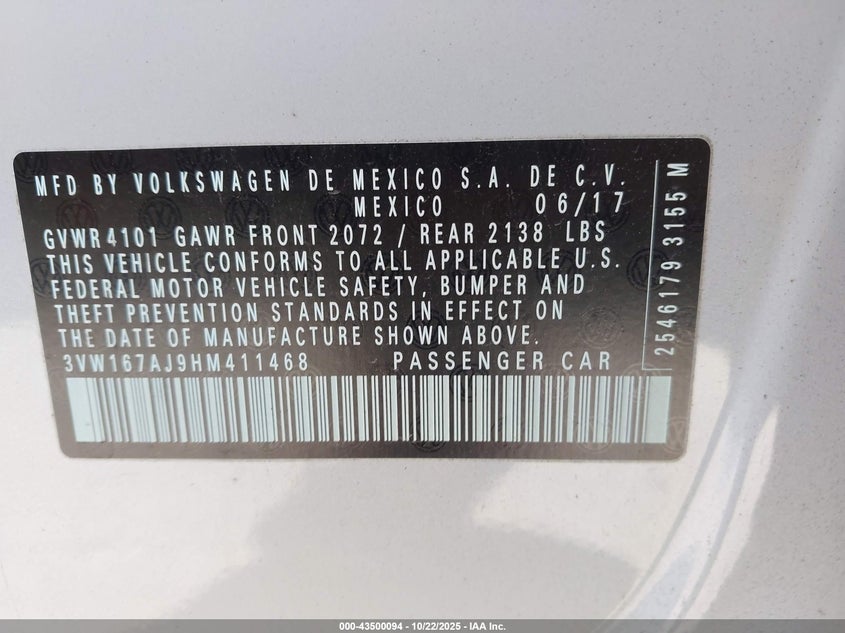 MFD BY VOLKSWAGEN DE MEXICO S.A. DE C.V.
MEXICO 06/17
GVWR 4101 GAWR FRONT 2072 / REAR 2138 LBS
THIS VEHICLE CONFORMS TO ALL APPLICABLE U.S.
FEDERAL MOTOR VEHICLE SAFETY, BUMPER AND
THEFT PREVENTION STANDARDS IN EFFECT ON
THE DATE OF MANUFACTURE SHOWN ABOVE.
3VW167AJ9HM411468 PASSENGER CAR
2546179 3155 M
000-43500094 - 10/22/2025 - IAA Inc.